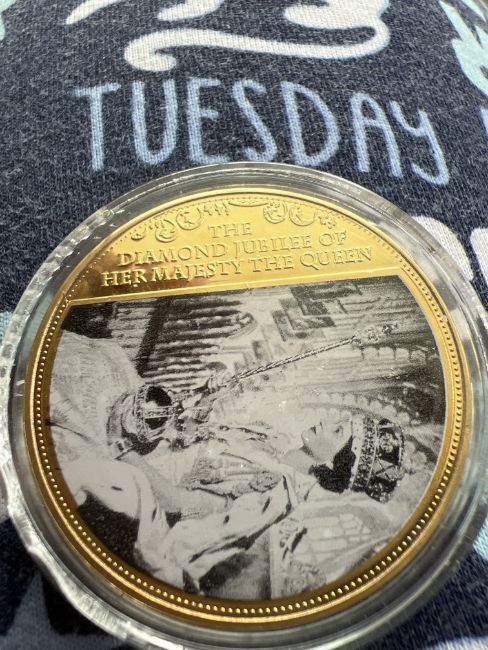 TUESDAY
THE
DIAMOND JUBILEE OF
HER MAJESTY THE QUEEN